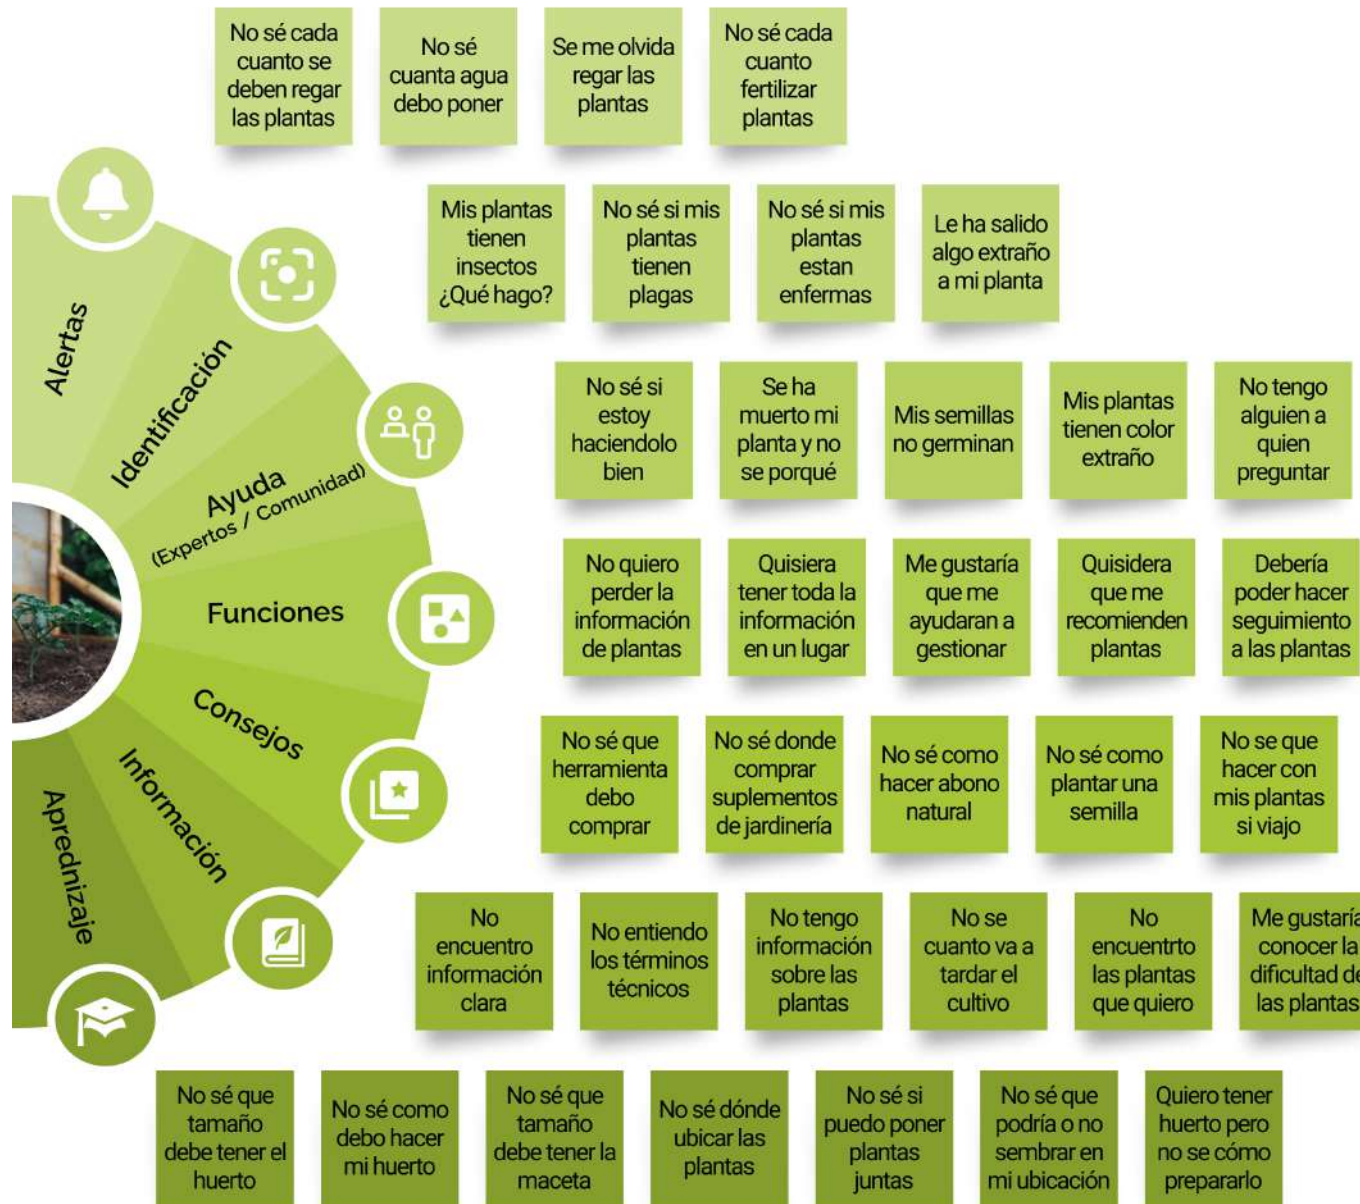 No sé cada
cuanto se
deben regar
las plantas
No sé
cuanta agua
debo poner
Se me olvida
regar las
plantas
No sé cada
cuanto
fertilizar
plantas
Alertas
Mis plantas
tienen
insectos
¿Qué hago?
No sé si mis
plantas
tienen
plagas
No sé si mis
plantas
estan
enfermas
Le ha salido
algo extraño
a mi planta
Identificación
No sé si
estoy
haciendolo
bien
Se ha
muerto mi
planta y no
se porqué
Mis semillas
no germinan
Mis plantas
tienen color
extraño
No tengo
alguien a
quien
preguntar
Ayuda
(Expertos / Comunidad)
No quiero
perder la
información
de plantas
Quisiera
tener toda la
información
en un lugar
Me gustaría
que me
ayudaran a
gestionar
Quisidera
que me
recomienden
plantas
Debería
poder hacer
seguimiento
a las plantas
Funciones
Consejos
No sé que
herramienta
debo
comprar
No sé donde
comprar
suplementos
de jardinería
No sé como
hacer abono
natural
No sé como
plantar una
semilla
No se que
hacer con
mis plantas
si viajo
Información
No
encuentro
información
clara
No entiendo
los términos
técnicos
No tengo
información
sobre las
plantas
No se
cuanto va a
tardar el
cultivo
No
encuentrto
las plantas
que quiero
Me gustaría
conocer la
dificultad de
las plantas
Aprednizaje
No sé que
tamaño
debe tener el
huerto
No sé como
debo hacer
mi huerto
No sé que
tamaño
debe tener la
maceta
No sé dónde
ubicar las
plantas
No sé si
puedo poner
plantas
juntas
No sé que
podría o no
sembrar en
mi ubicación
Quiero tener
huerto pero
no se cómo
prepararlo